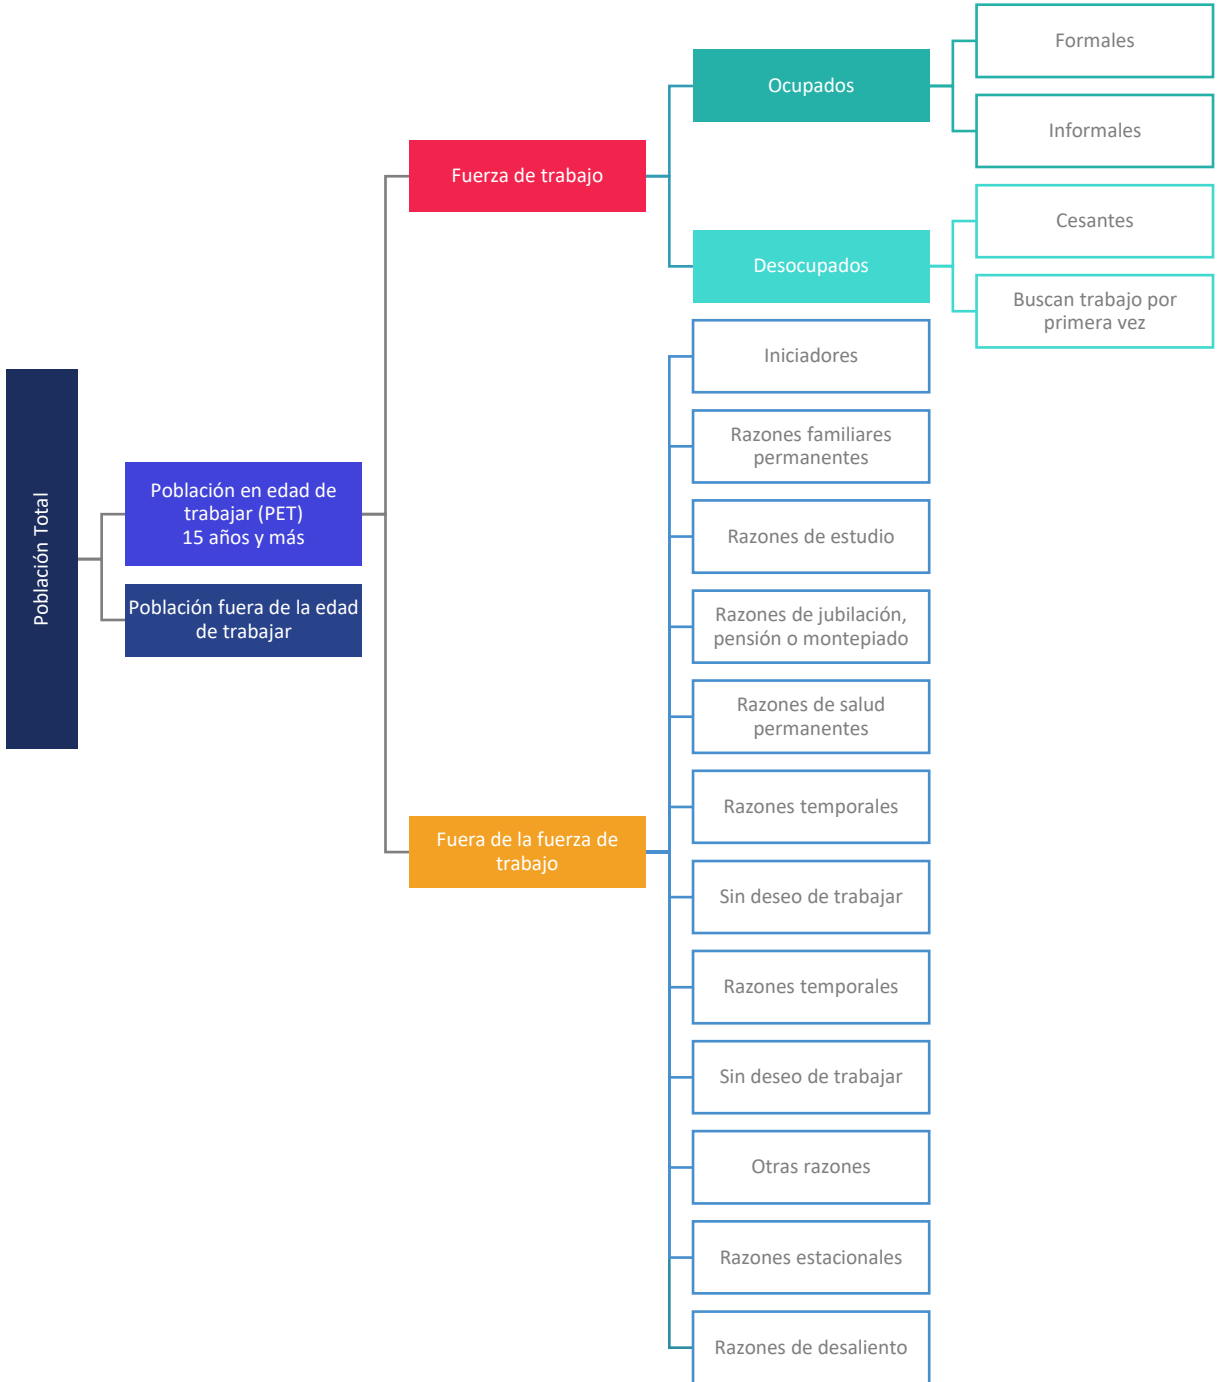 Población Total
Población en edad de
trabajar (PET)
15 años y más
Población fuera de la edad
de trabajar
Fuerza de trabajo
Fuera de la fuerza de
trabajo
Ocupados
Desocupados
Formales
Informales
Cesantes
Buscan trabajo por
primera vez
Iniciadores
Razones familiares
permanentes
Razones de estudio
Razones de jubilación,
pensión o montepiado
Razones de salud
permanentes
Razones temporales
Sin deseo de trabajar
Razones temporales
Sin deseo de trabajar
Otras razones
Razones estacionales
Razones de desaliento